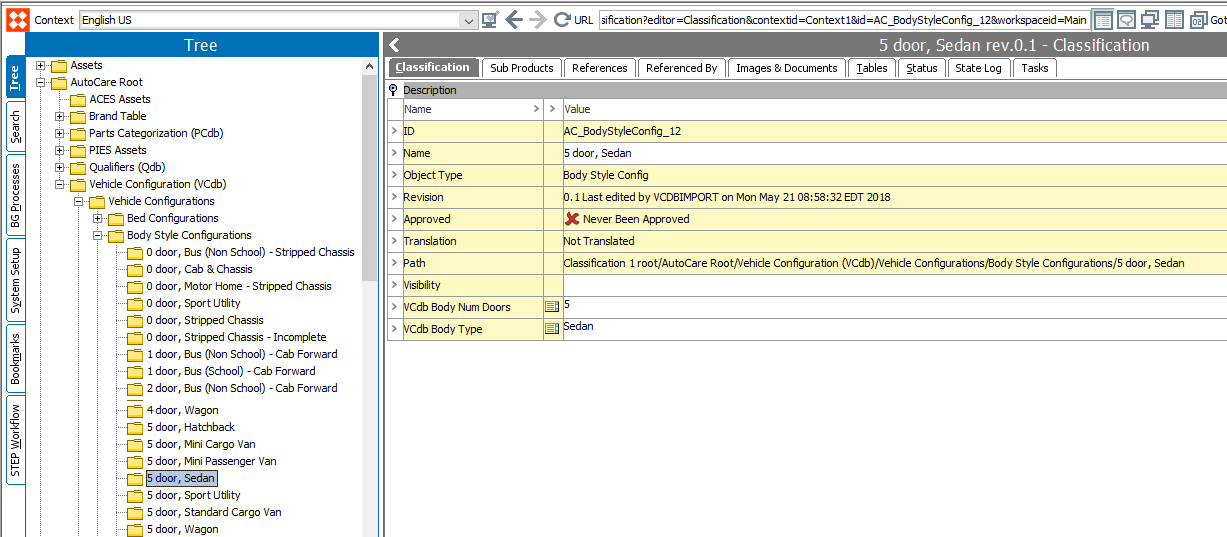 Context English US URL sification?editor=Classification&contextid=Context1&id=AC_BodyStyleConfig_12&workspaceid=Main Got
Tree
Search
BG Processes
System Setup
Bookmarks
STEP Workflow
Tree
Assets
AutoCare Root
ACES Assets
Brand Table
Parts Categorization (PCdb)
PIES Assets
Qualifiers (Qdb)
Vehicle Configuration (VCdb)
Vehicle Configurations
Bed Configurations
Body Style Configurations
0 door, Bus (Non School) - Stripped Chassis
0 door, Cab & Chassis
0 door, Motor Home - Stripped Chassis
0 door, Sport Utility
0 door, Stripped Chassis
0 door, Stripped Chassis - Incomplete
1 door, Bus (Non School) - Cab Forward
1 door, Bus (School) - Cab Forward
2 door, Bus (Non School) - Cab Forward
4 door, Wagon
5 door, Hatchback
5 door, Mini Cargo Van
5 door, Mini Passenger Van
5 door, Sedan
5 door, Sport Utility
5 door, Standard Cargo Van
5 door, Wagon
5 door, Sedan rev.0.1 - Classification
Classification Sub Products References Referenced By Images & Documents Tables Status State Log Tasks
Description
Name Value
ID AC_BodyStyleConfig_12
Name 5 door, Sedan
Object Type Body Style Config
Revision 0.1 Last edited by VCDBIMPORT on Mon May 21 08:58:32 EDT 2018
Approved Never Been Approved
Translation Not Translated
Path Classification 1 root/AutoCare Root/Vehicle Configuration (VCdb)/Vehicle Configurations/Body Style Configurations/5 door, Sedan
Visibility
VCdb Body Num Doors 5
VCdb Body Type Sedan